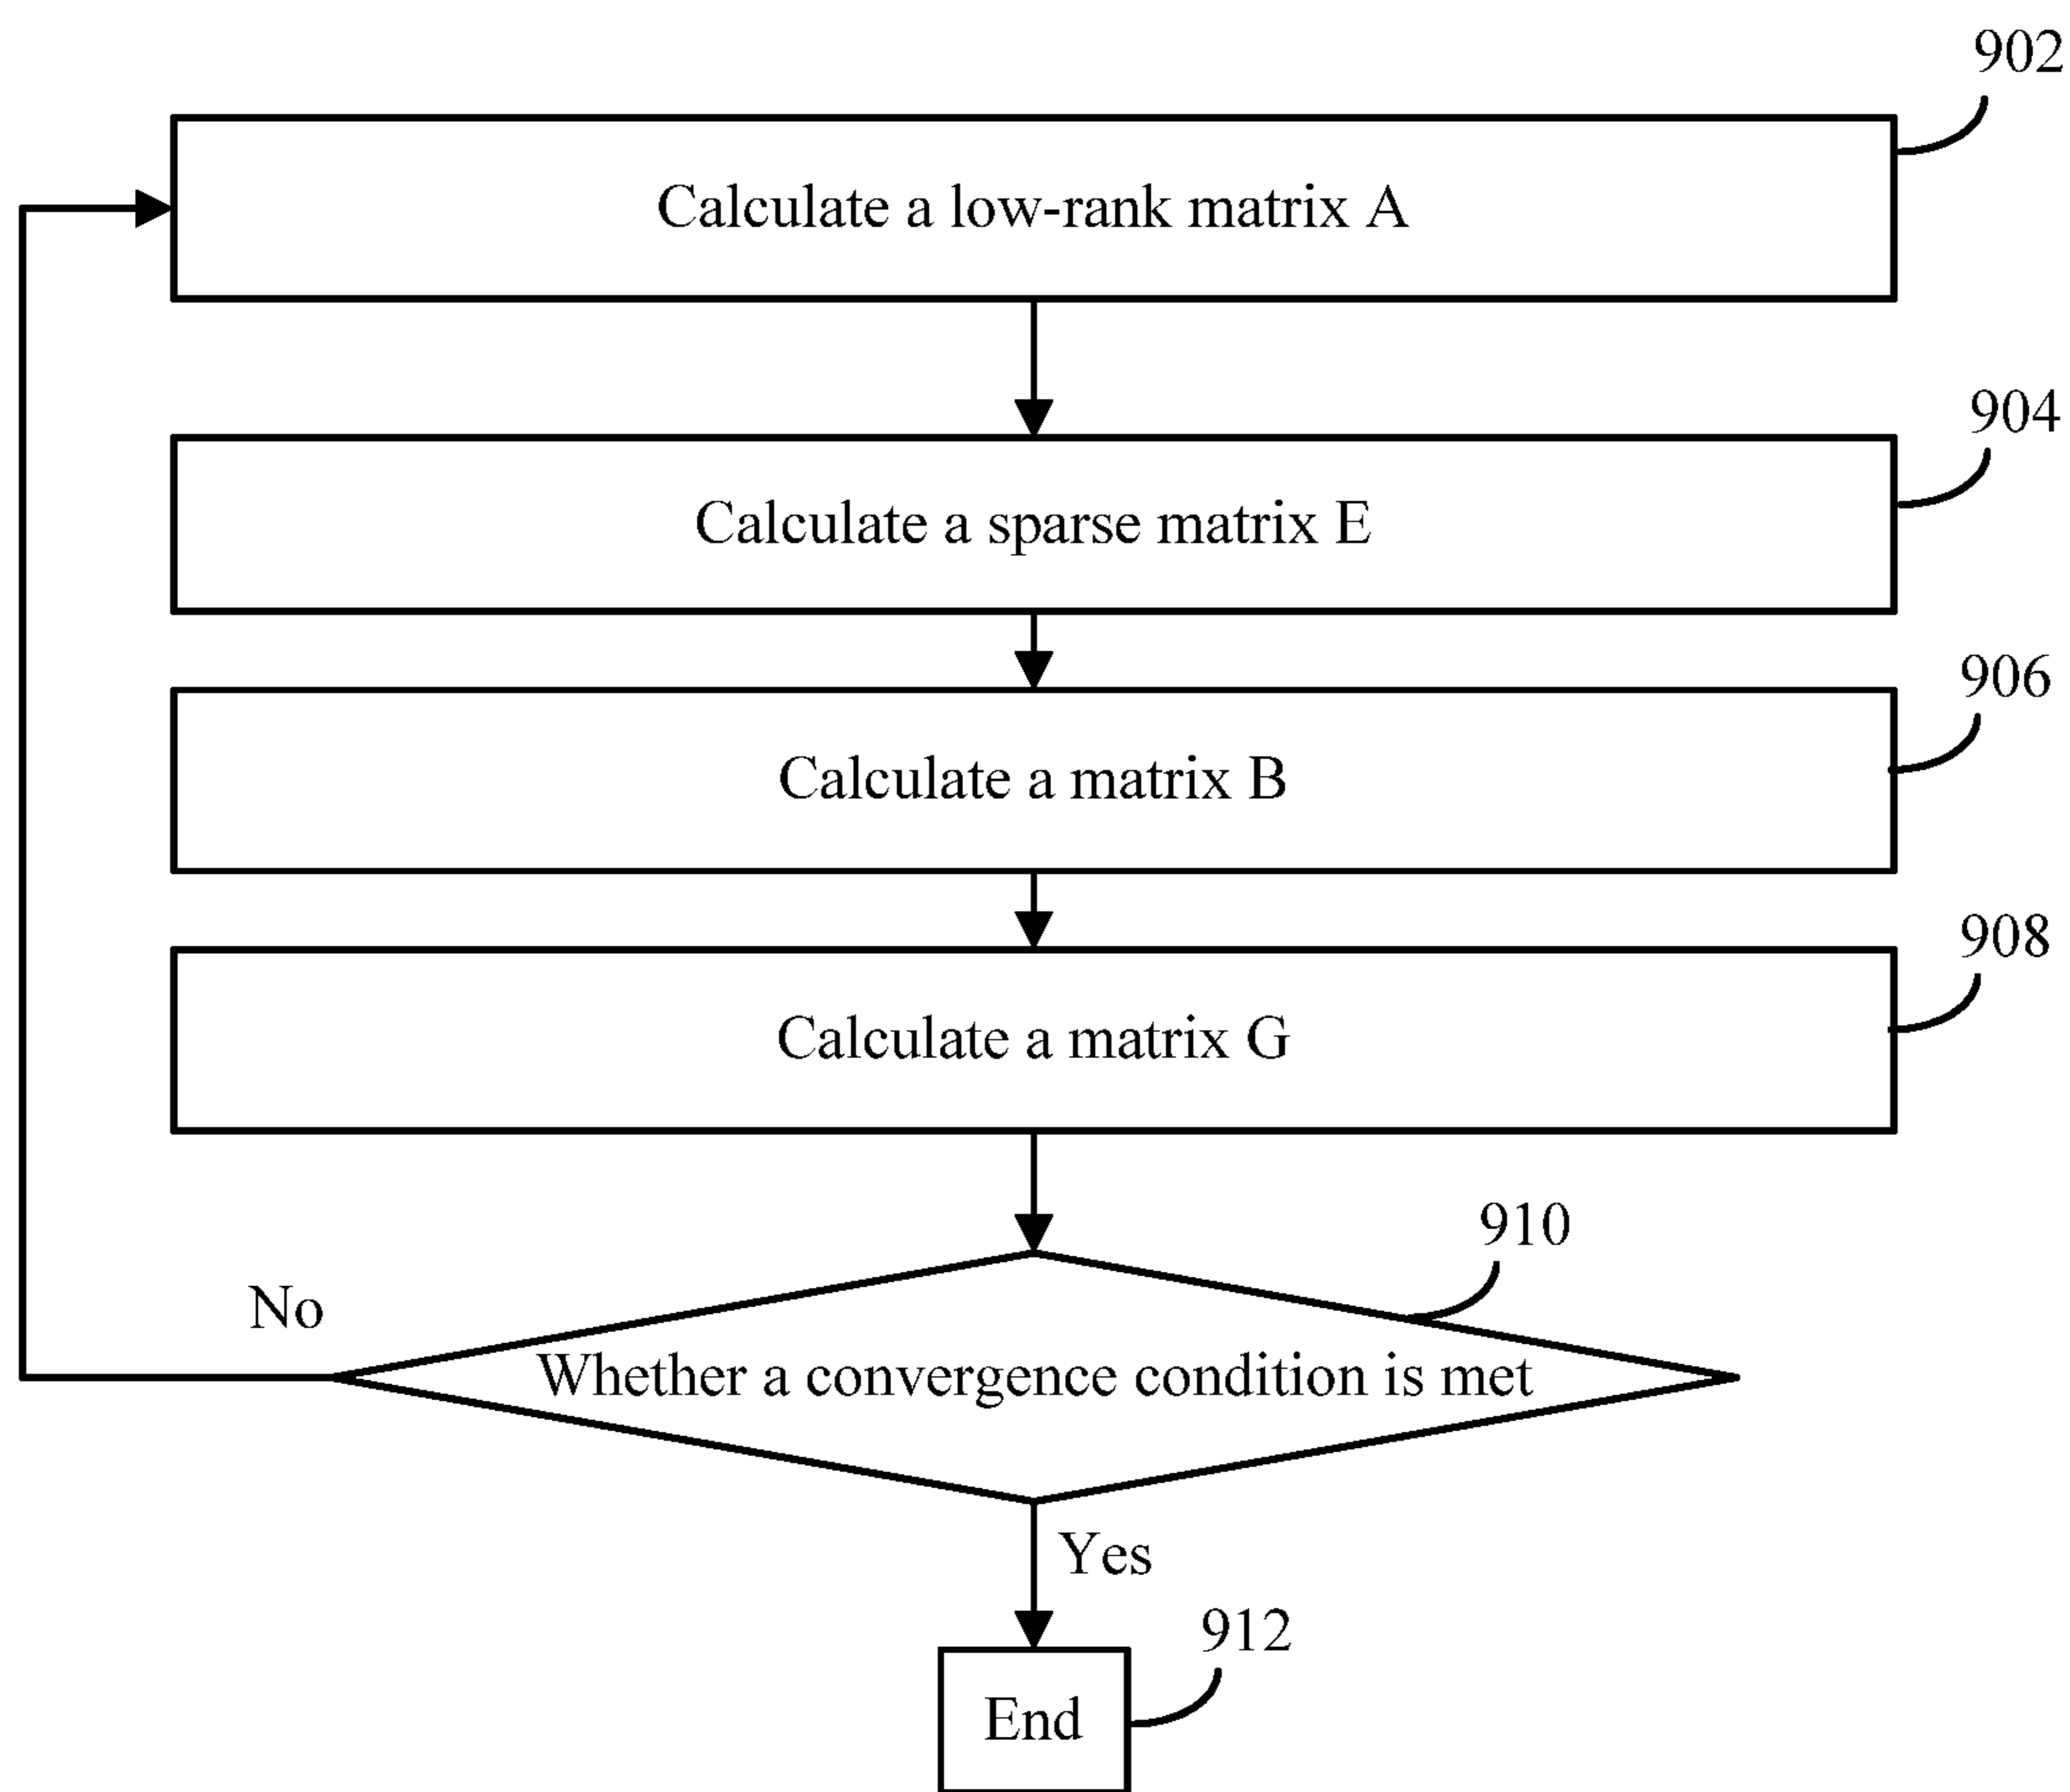 902
Calculate a low-rank matrix A
904
Calculate a sparse matrix E
906
Calculate a matrix B
908
Calculate a matrix G
910
No
Whether a convergence condition is met
Yes
912
End